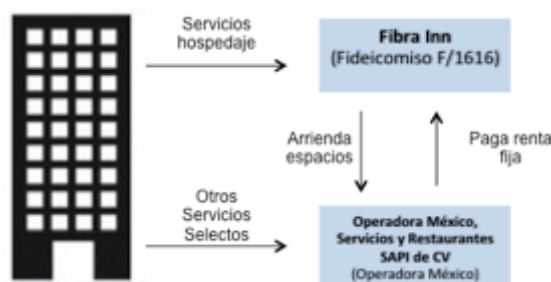 Servicios
hospedaje
Fibra Inn
(Fideicomiso F/1616)
Arrienda
espacios
Paga renta
fija
Otros
Servicios
Selectos
Operadora México,
Servicios y Restaurantes
SAPI de CV
(Operadora México)